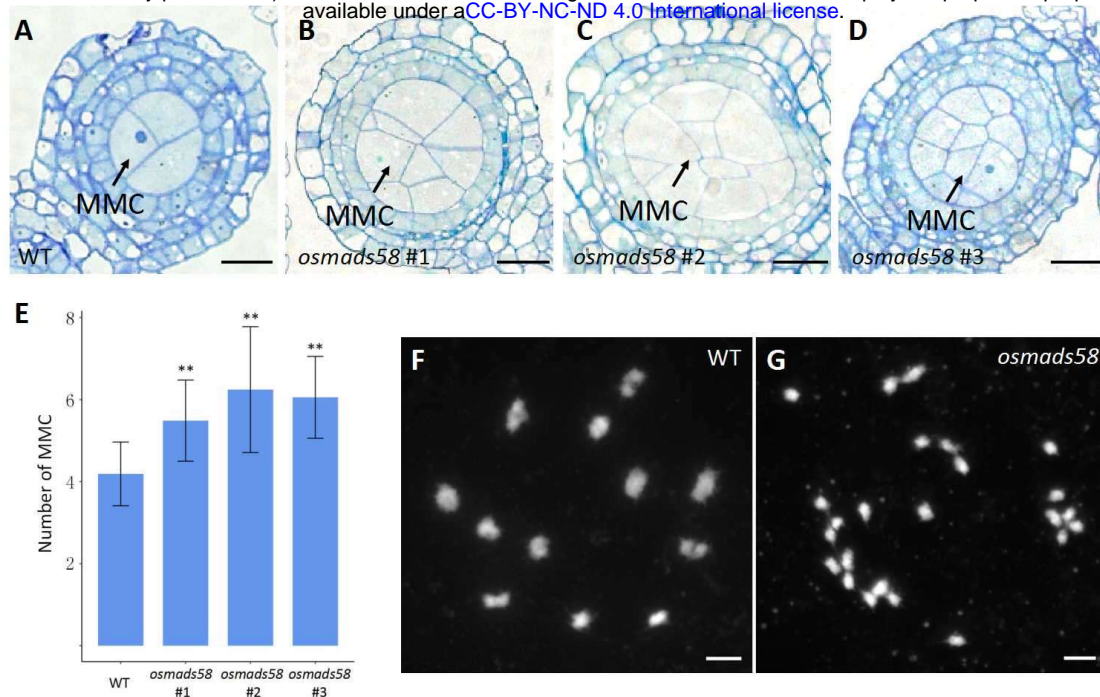 available under aCC-BY-NC-ND 4.0 International license.
A
B
C
D
MMC
MMC
MMC
MMC
WT
osmads58 #1
osmads58 #2
osmads58 #3
E
8
6
4
2
Number of MMC
**
**
**
WT
osmads58 #1
osmads58 #2
osmads58 #3
F
WT
G
osmads58